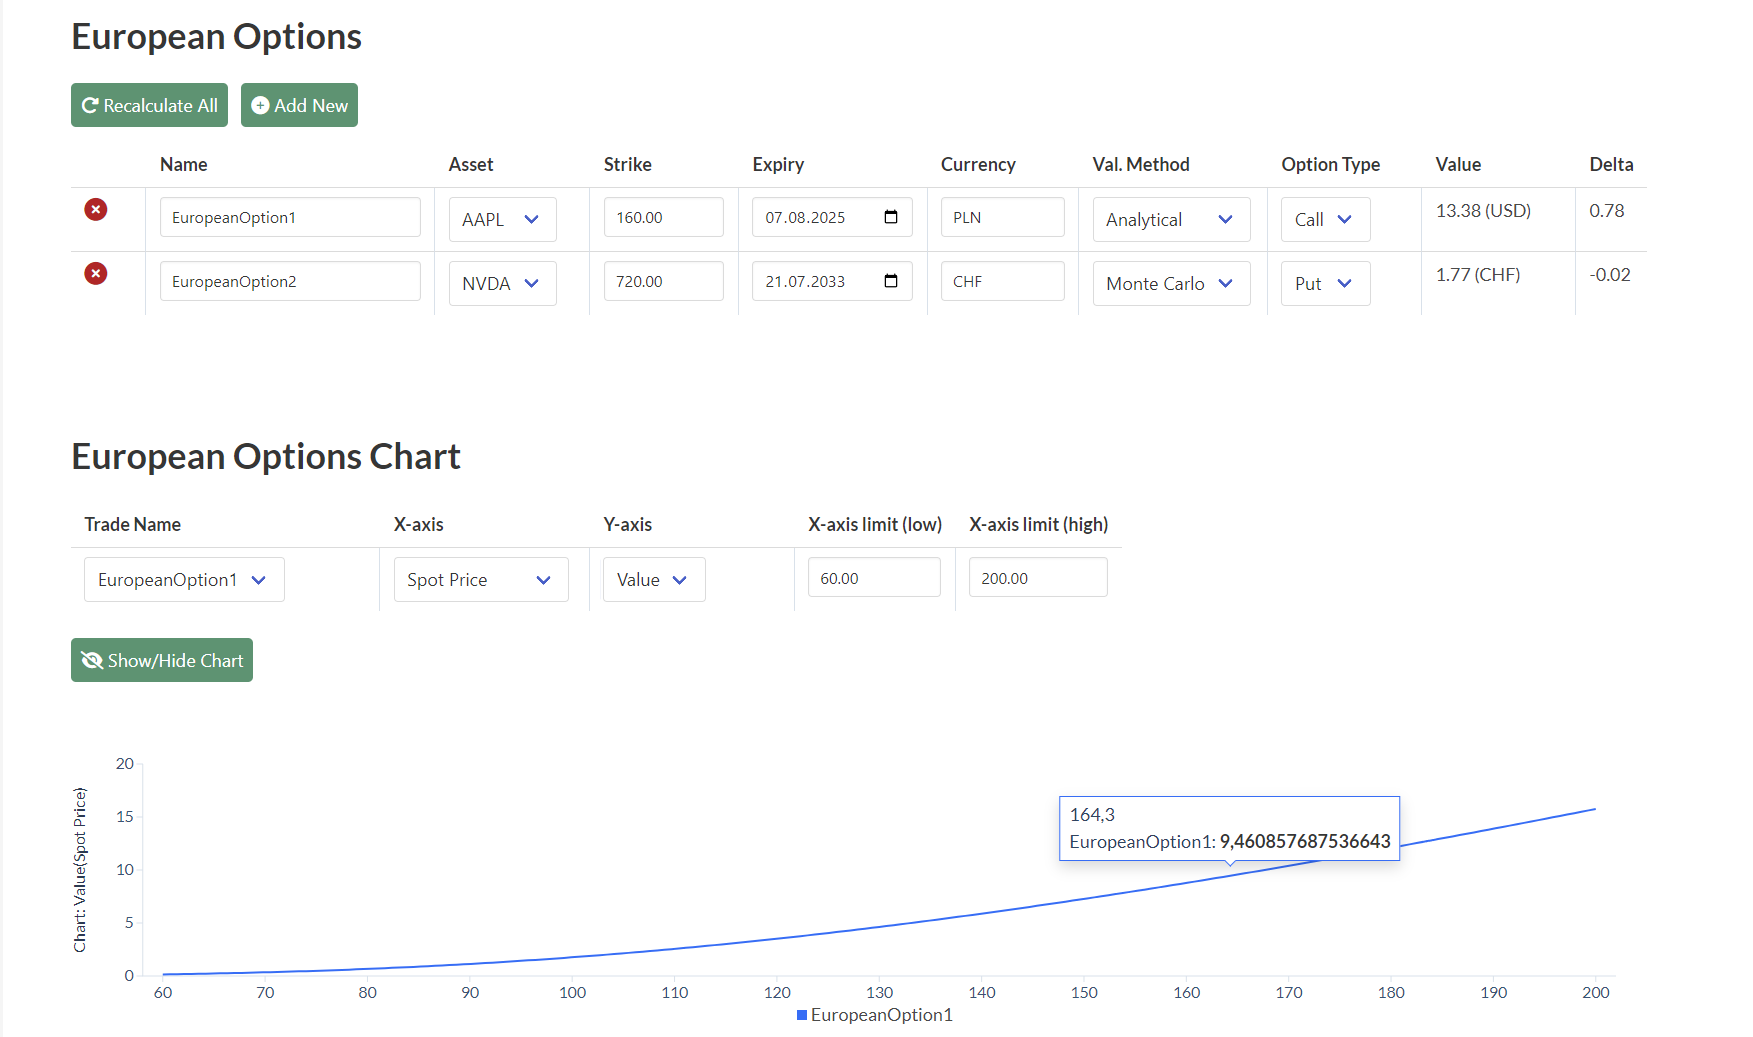 European Options
Recalculate All Add New
Name Asset Strike Expiry Currency Val. Method Option Type Value Delta
EuropeanOption1 AAPL 160.00 07.08.2025 PLN Analytical Call 13.38 (USD) 0.78
EuropeanOption2 NVDA 720.00 21.07.2033 CHF Monte Carlo Put 1.77 (CHF) -0.02
European Options Chart
Trade Name X-axis Y-axis X-axis limit (low) X-axis limit (high)
EuropeanOption1 Spot Price Value 60.00 200.00
Show/Hide Chart
Chart: Value(Spot Price)
20
15
10
5
0
164,3
EuropeanOption1: 9,460857687536643
60 70 80 90 100 110 120 130 140 150 160 170 180 190 200
EuropeanOption1